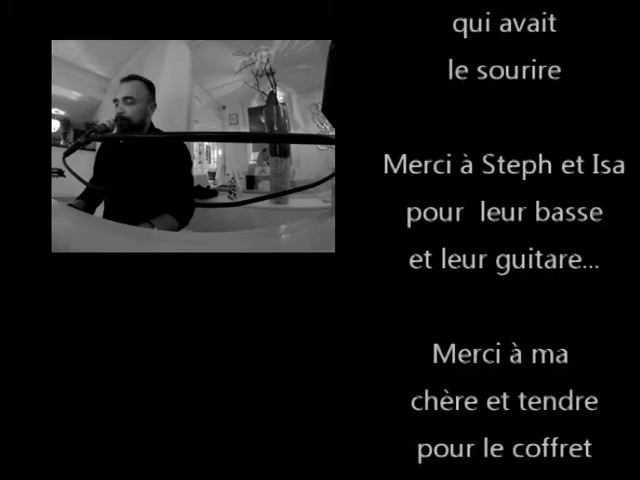 qui avait
le sourire
Merci à Steph et Isa
pour leur basse
et leur guitare...
Merci à ma
chère et tendre
pour le coffret